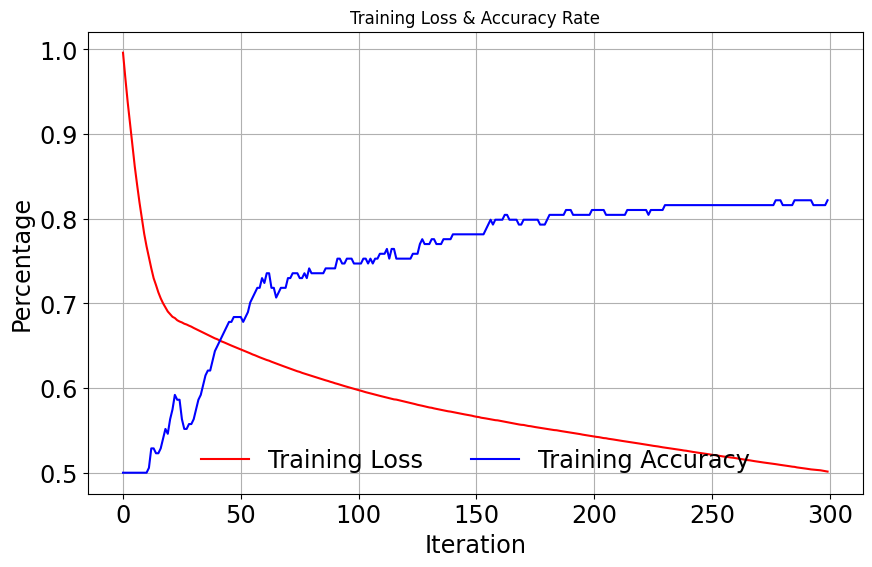 Training Loss & Accuracy Rate
Percentage
1.0
0.9
0.8
0.7
0.6
0.5
Training Loss
Training Accuracy
0 50 100 150 200 250 300
Iteration